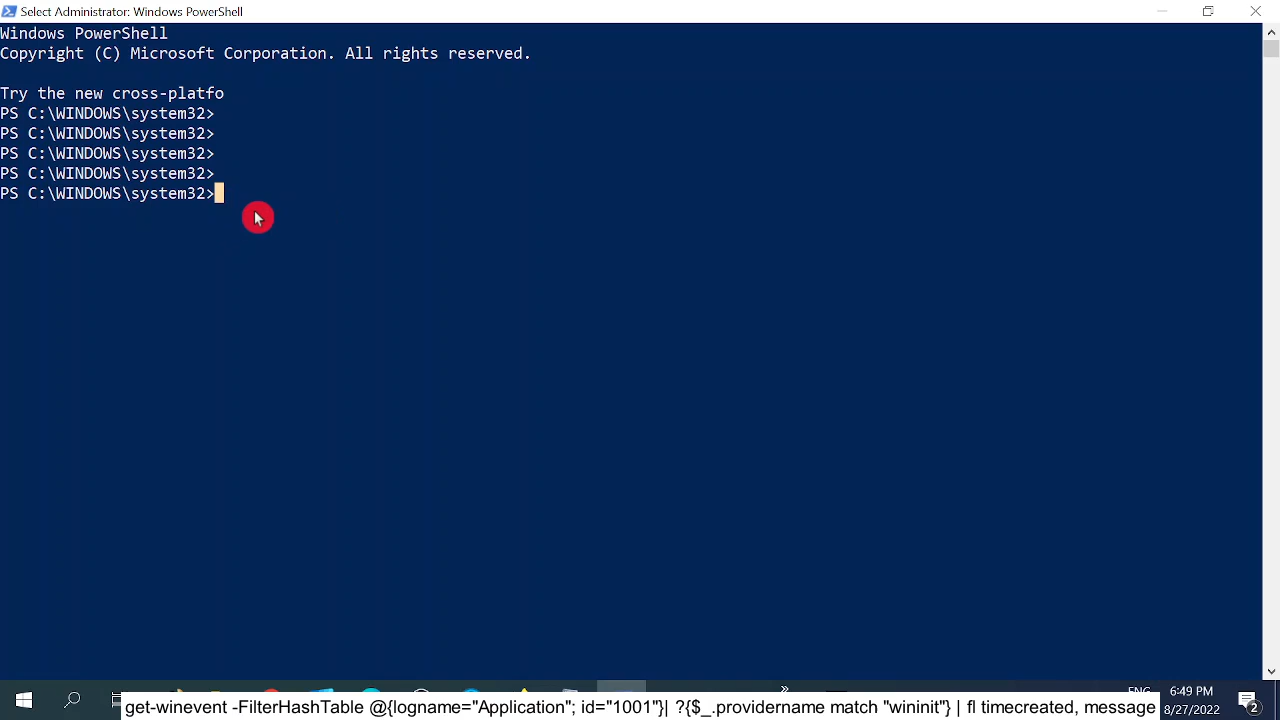 Select Administrator: Windows PowerShell
Windows PowerShell
Copyright (C) Microsoft Corporation. All rights reserved.
Try the new cross-platfo
PS C:\WINDOWS\system32>
PS C:\WINDOWS\system32>
PS C:\WINDOWS\system32>
PS C:\WINDOWS\system32>
PS C:\WINDOWS\system32>
ENG
6:49 PM
8/27/2022
2
get-winevent -FilterHashTable @{logname="Application"; id="1001"}| ?{$_.providername match "wininit"} | fl timecreated, message